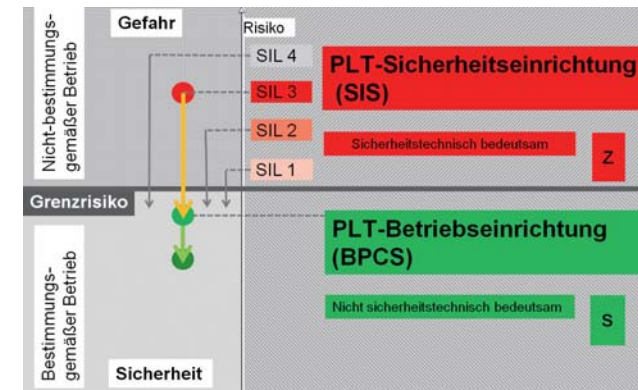 Gefahr
Risiko
Nicht-bestimmungs-
gemäßer Betrieb
SIL 4
SIL 3
SIL 2
SIL 1
PLT-Sicherheitseinrichtung
(SIS)
Sicherheitstechnisch bedeutsam
Z
Grenzrisiko
PLT-Betriebseinrichtung
(BPCS)
Nicht sicherheitstechnisch bedeutsam
S
Bestimmungs-
gemäßer Betrieb
Sicherheit